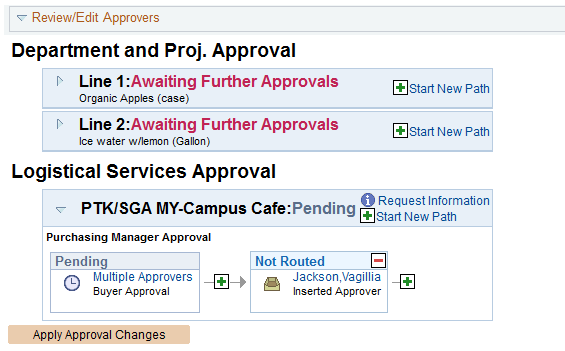 Review/Edit Approvers
Department and Proj. Approval
Line 1:Awaiting Further Approvals
Organic Apples (case)
Start New Path
Line 2:Awaiting Further Approvals
Ice water w/lemon (Gallon)
Start New Path
Logistical Services Approval
PTK/SGA MY-Campus Cafe:Pending
Request Information
Start New Path
Purchasing Manager Approval
Pending
Multiple Approvers
Buyer Approval
Not Routed
Jackson,Vagillia
Inserted Approver
Apply Approval Changes